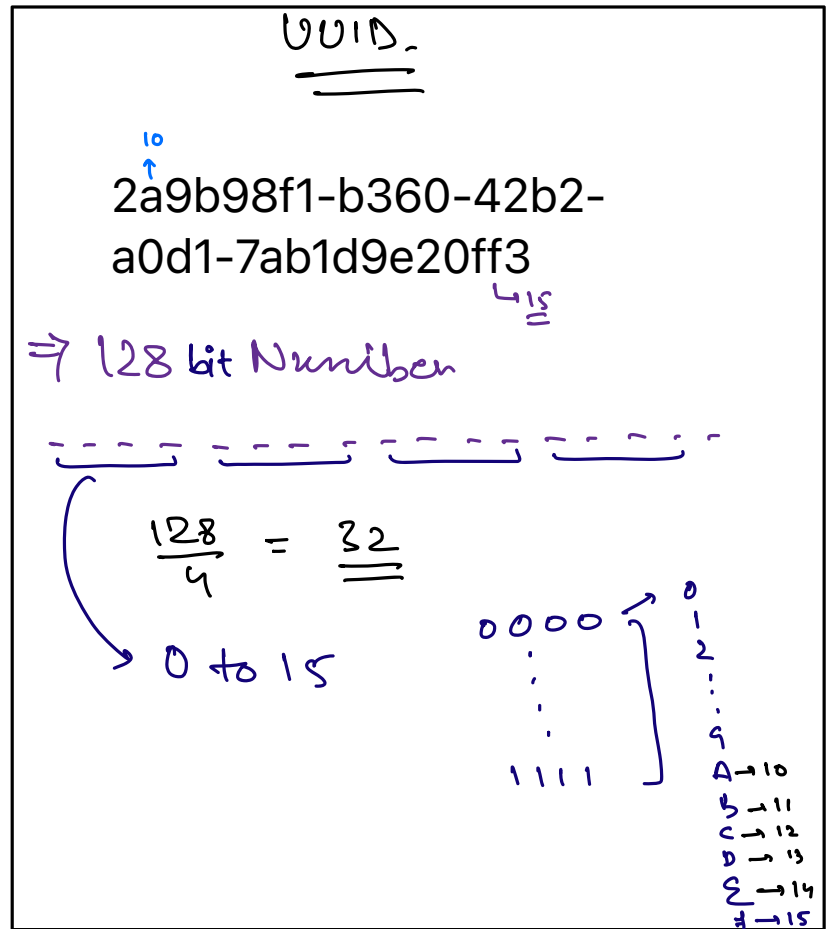 UUID.
10
↑
2a9b98f1-b360-42b2-
a0d1-7ab1d9e20ff3
↳15
⇒ 128 bit Number
128/4 = 32
0 to 15
0000 → 0
1
2
9
1111
A → 10
B → 11
C → 12
D → 13
E → 14
F → 15